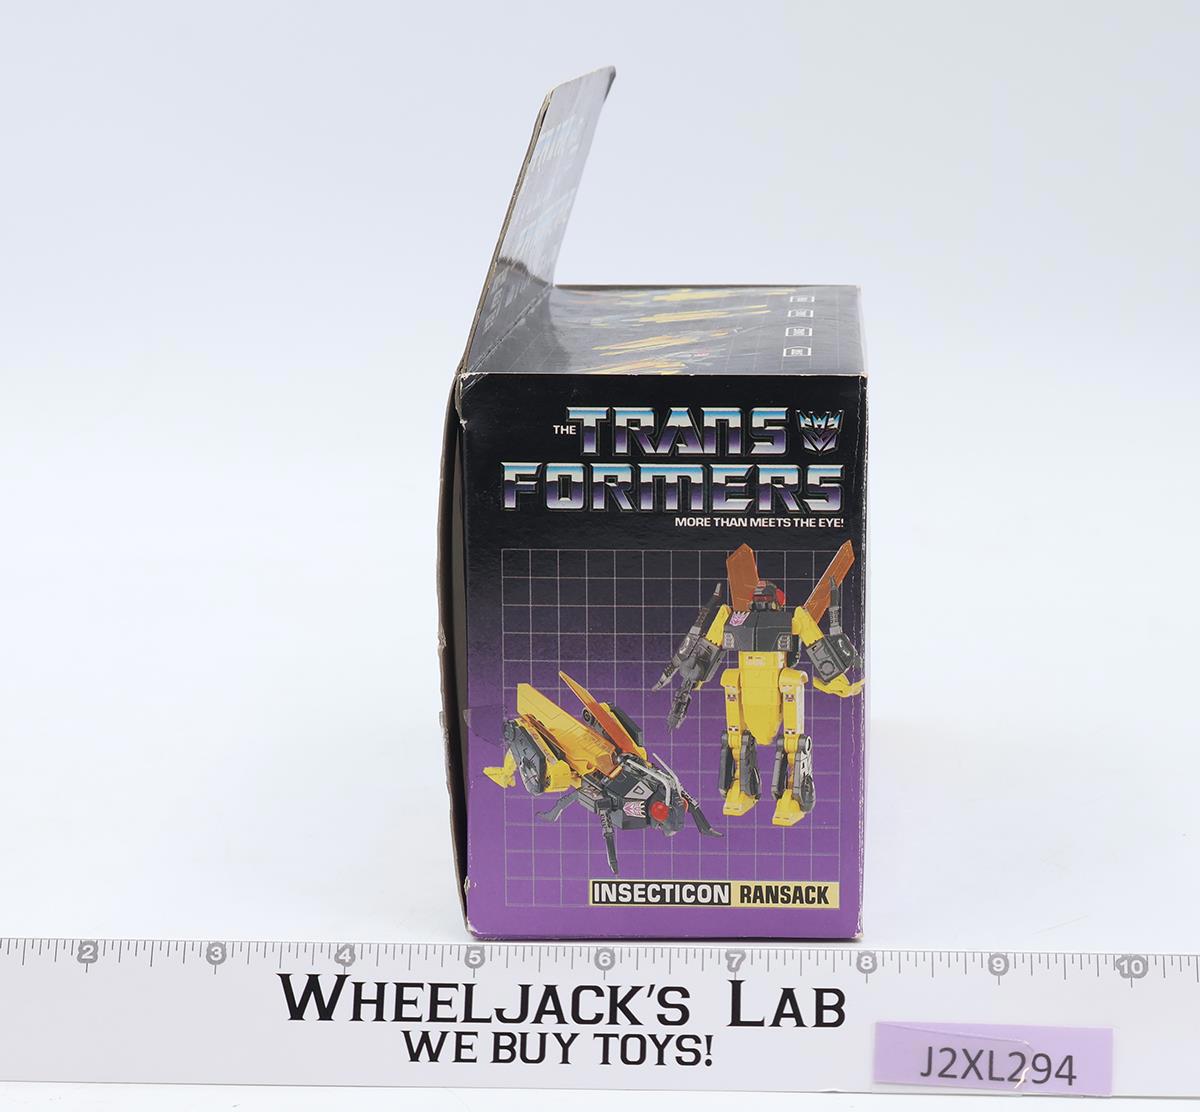 THE TRANS
FORMERS
MORE THAN MEETS THE EYE!
INSECTICON RANSACK
2 3 4 5 6 7 8 9 10
WHEELJACK'S LAB
WE BUY TOYS!
J2XL294